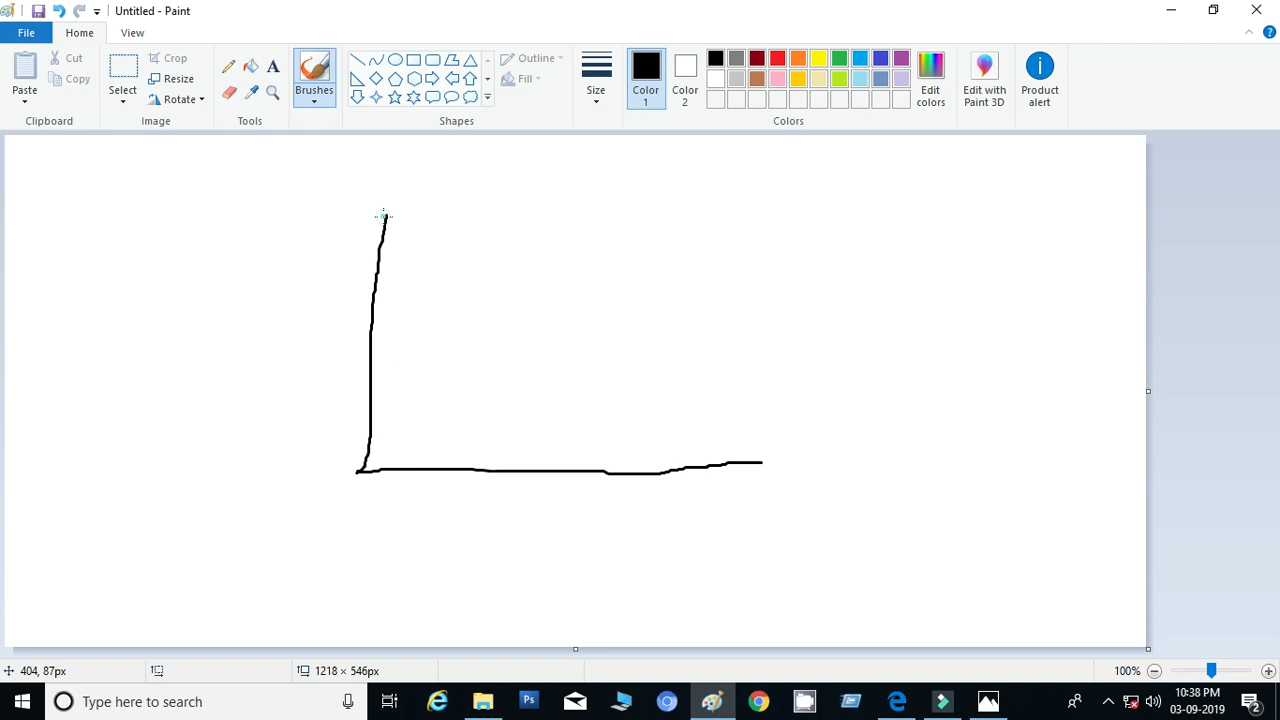 Untitled - Paint
File
Home
View
Paste
Cut
Copy
Clipboard
Select
Crop
Resize
Rotate
Image
A
Tools
Brushes
Outline
Fill
Shapes
Size
Color 1
Color 2
Edit colors
Colors
Edit with Paint 3D
Product alert
404, 87px
1218 × 546px
100%
Type here to search
e
Ps
10:38 PM
03-09-2019
2